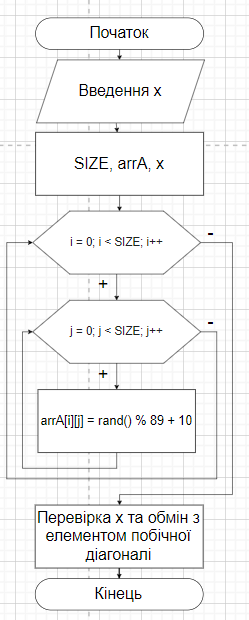 Початок
Введення x
SIZE, arrA, x
i = 0; i < SIZE; i++
-
+
j = 0; j < SIZE; j++
-
+
arrA[i][j] = rand() % 89 + 10
Перевірка x та обмін з
елементом побічної
діагоналі
Кінець